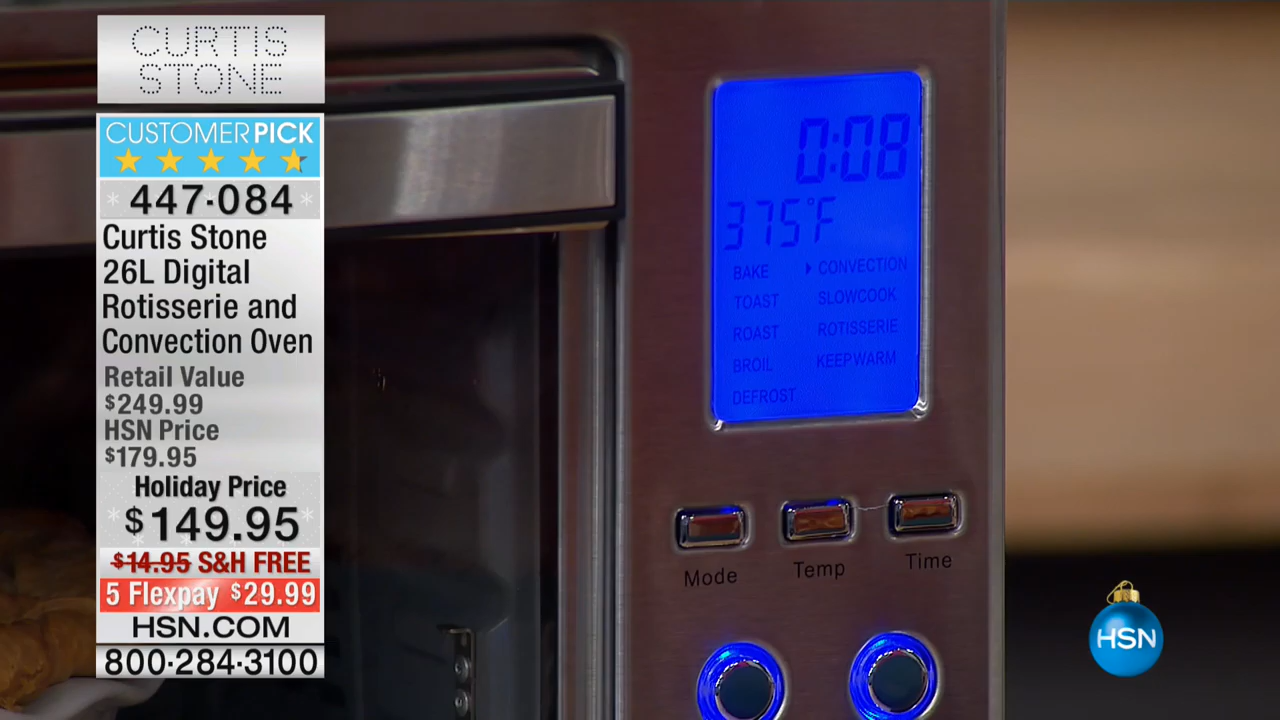 CURTIS
STONE
CUSTOMER PICK
447·084
Curtis Stone
26L Digital
Rotisserie and
Convection Oven
Retail Value
$249.99
HSN Price
$179.95
Holiday Price
$149.95
$14.95 S&H FREE
5 Flexpay $29.99
HSN.COM
800·284·3100
0:08
375°F
BAKE CONVECTION
TOAST SLOWCOOK
ROAST ROTISSERIE
BROIL KEEPWARM
DEFROST
Mode Temp Time
HSN